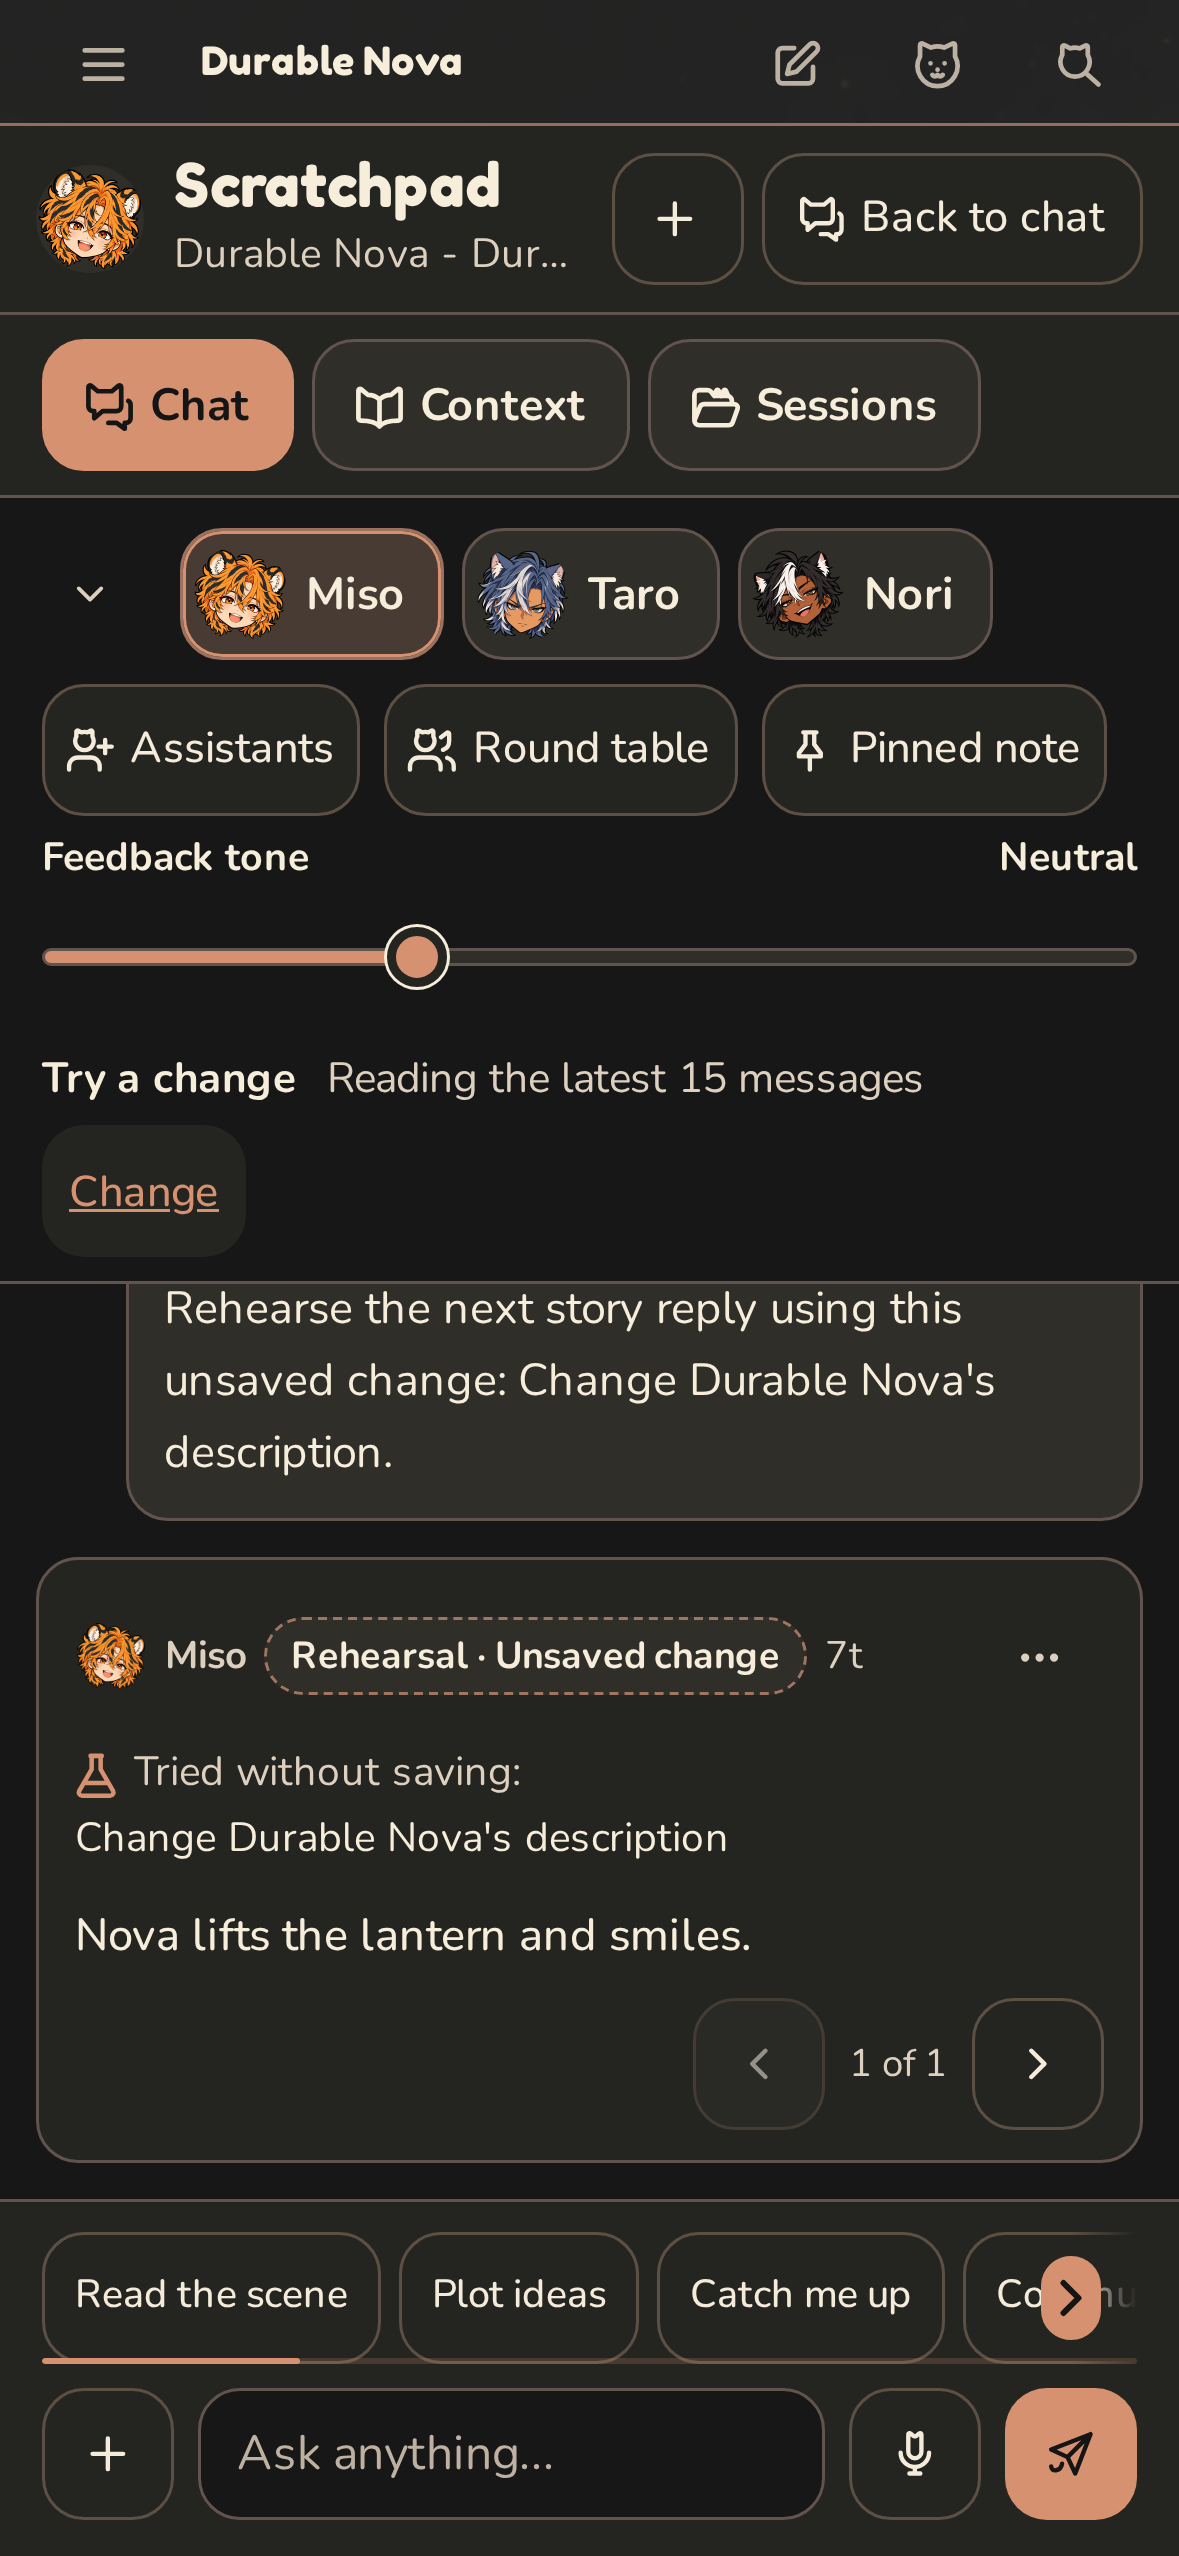 Durable Nova
Scratchpad
Durable Nova - Dur...
Back to chat
Chat
Context
Sessions
Miso
Taro
Nori
Assistants
Round table
Pinned note
Feedback tone
Neutral
Try a change
Reading the latest 15 messages
Change
Rehearse the next story reply using this
unsaved change: Change Durable Nova's
description.
Miso
Rehearsal · Unsaved change
7t
Tried without saving:
Change Durable Nova's description
Nova lifts the lantern and smiles.
1 of 1
Read the scene
Plot ideas
Catch me up
Ask anything...